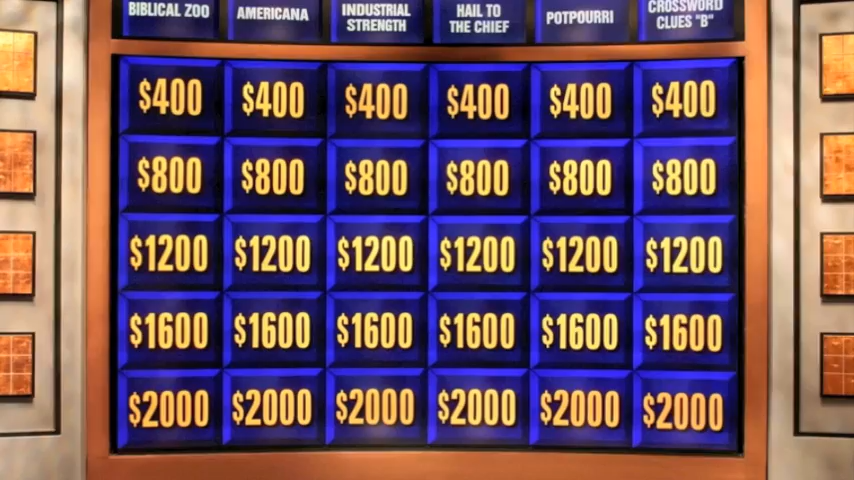 BIBLICAL ZOO
AMERICANA
INDUSTRIAL
STRENGTH
HAIL TO
THE CHIEF
POTPOURRI
CROSSWORD
CLUES "B"
$400 $400 $400 $400 $400 $400
$800 $800 $800 $800 $800 $800
$1200 $1200 $1200 $1200 $1200 $1200
$1600 $1600 $1600 $1600 $1600 $1600
$2000 $2000 $2000 $2000 $2000 $2000